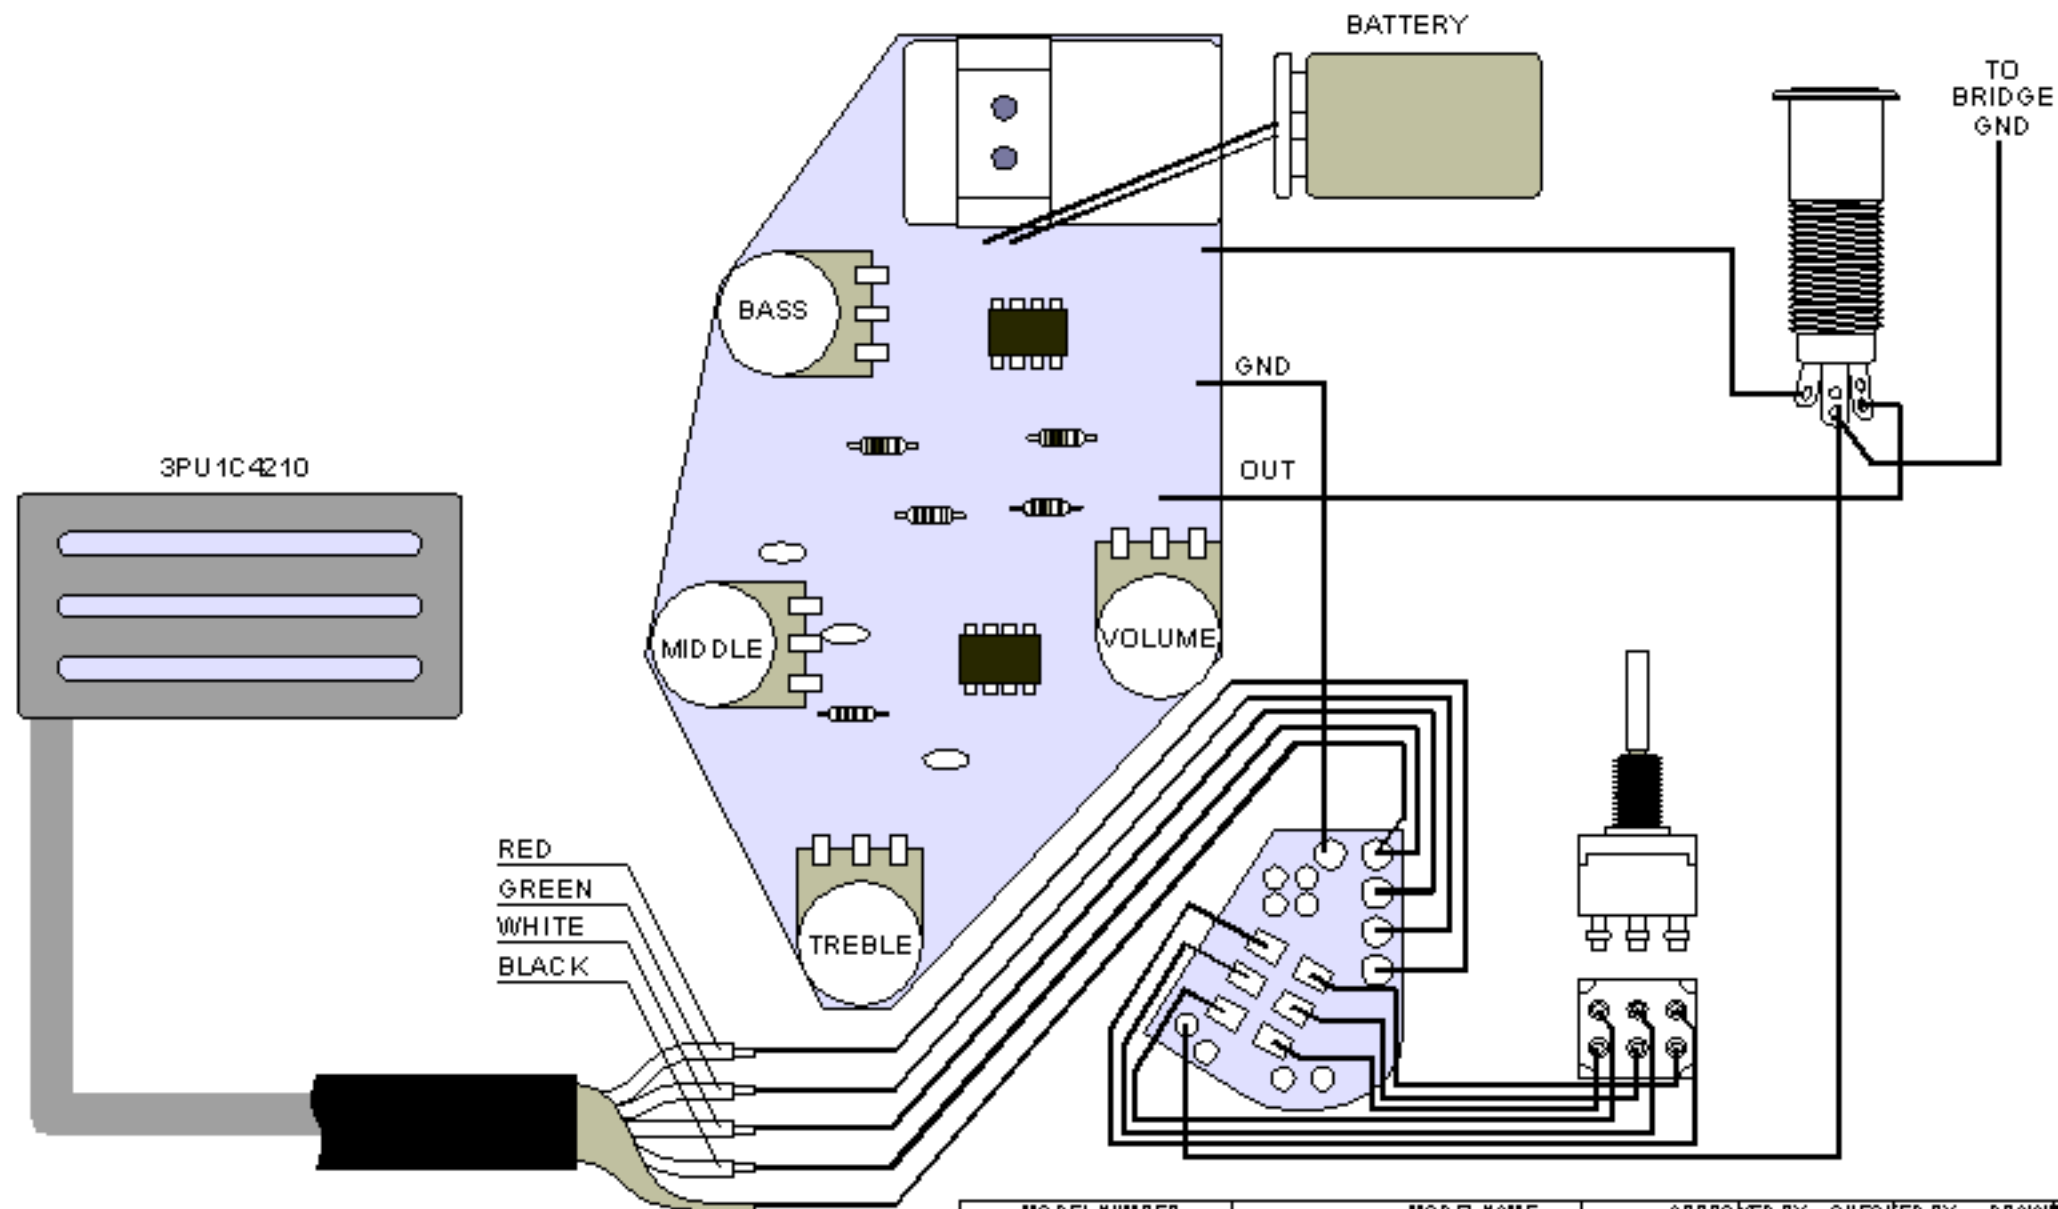 BATTERY
TO
BRIDGE
GND
BASS
GND
3PU1C4210
OUT
MIDDLE
VOLUME
RED
GREEN
WHITE
BLACK
TREBLE